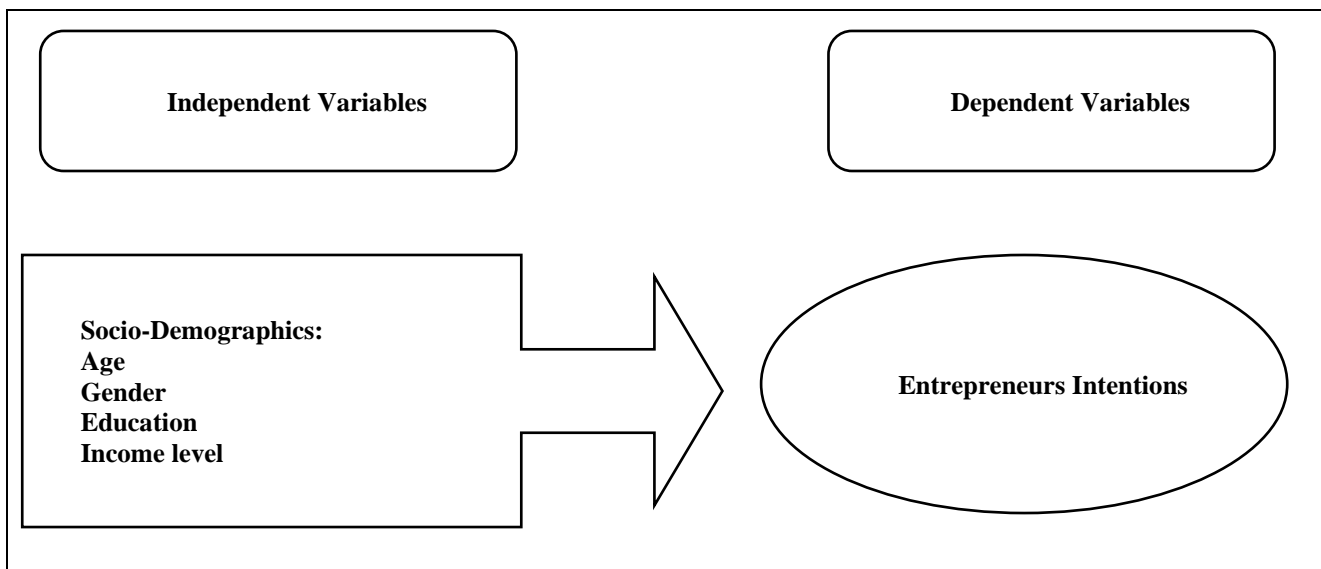 Independent Variables
Dependent Variables
Socio-Demographics:
Age
Gender
Education
Income level
Entrepreneurs Intentions